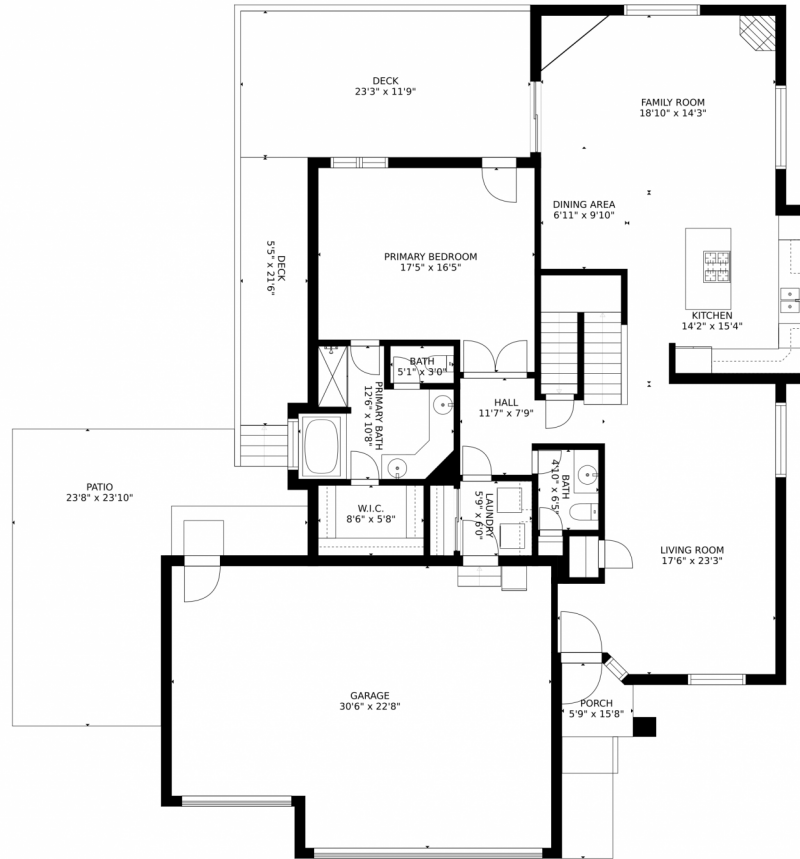 DECK
23'3" x 11'9"
FAMILY ROOM
18'10" x 14'3"
DINING AREA
6'11" x 9'10"
DECK
5'5" x 21'6"
PRIMARY BEDROOM
17'5" x 16'5"
KITCHEN
14'2" x 15'4"
BATH
5'1" x 3'0"
PRIMARY BATH
12'6" x 10'8"
HALL
11'7" x 7'9"
BATH
4'10" x 6'5"
PATIO
23'8" x 23'10"
W.I.C.
8'6" x 5'8"
LAUNDRY
5'9" x 6'0"
LIVING ROOM
17'6" x 23'3"
GARAGE
30'6" x 22'8"
PORCH
5'9" x 15'8"